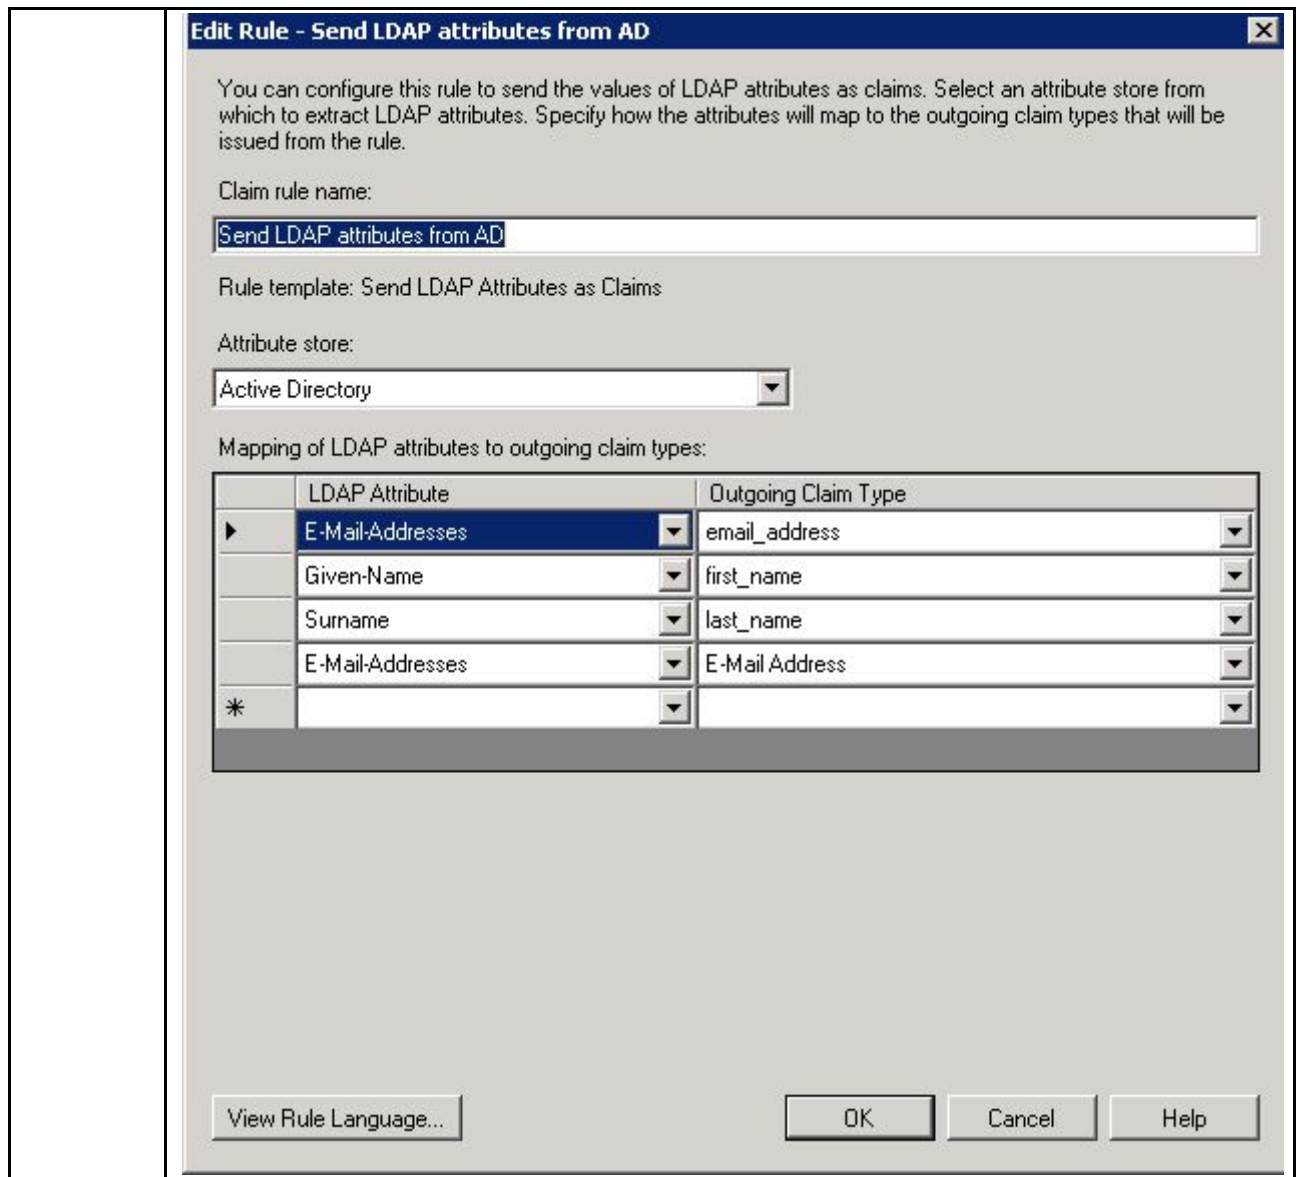 Edit Rule - Send LDAP attributes from AD
You can configure this rule to send the values of LDAP attributes as claims. Select an attribute store from
which to extract LDAP attributes. Specify how the attributes will map to the outgoing claim types that will be
issued from the rule.
Claim rule name:
Send LDAP attributes from AD
Rule template: Send LDAP Attributes as Claims
Attribute store:
Active Directory
Mapping of LDAP attributes to outgoing claim types:
LDAP Attribute Outgoing Claim Type
E-Mail-Addresses email_address
Given-Name first_name
Surname last_name
E-Mail-Addresses E-Mail Address
View Rule Language... OK Cancel Help